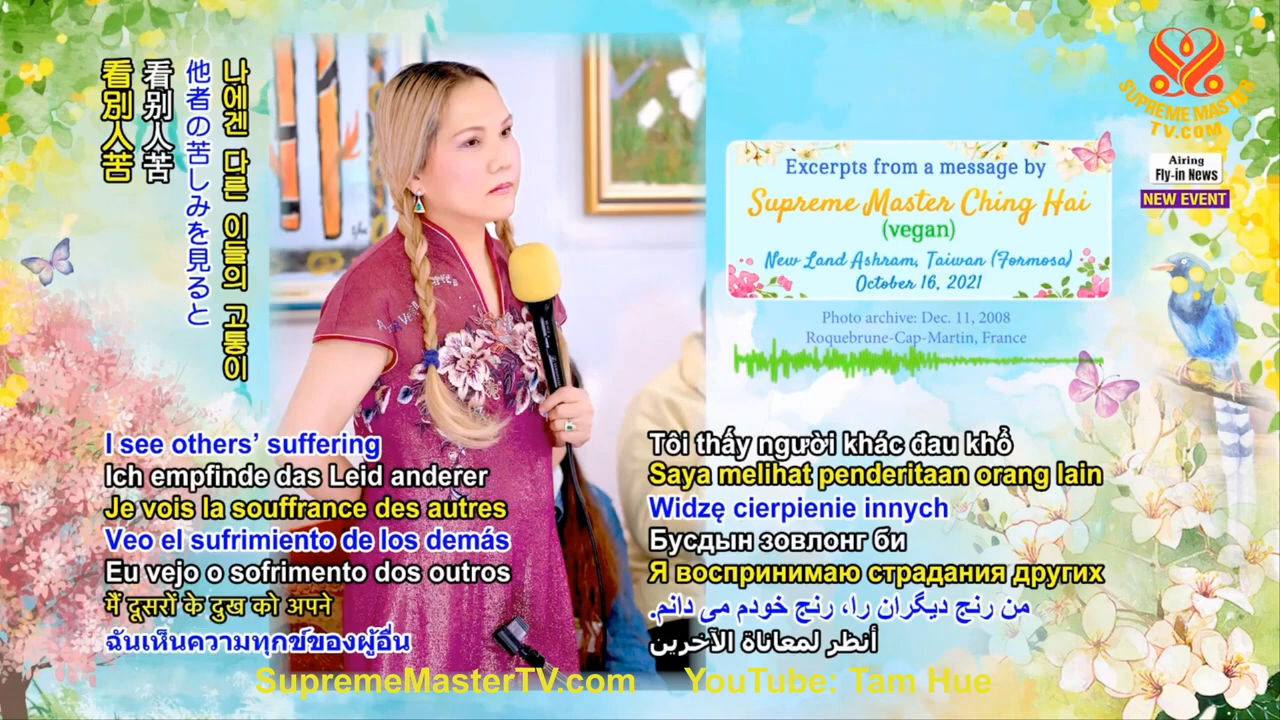 看別人苦
看别人苦
他者の苦しみを見ると
나에겐 다른 이들의 고통이
SUPREME MASTER
TV.COM
Airing
Fly-in News
NEW EVENT
Excerpts from a message by
Supreme Master Ching Hai
(vegan)
New Land Ashram, Taiwan (Formosa)
October 16, 2021
Photo archive: Dec. 11, 2008
Roquebrune-Cap-Martin, France
I see others’ suffering
Ich empfinde das Leid anderer
Je vois la souffrance des autres
Veo el sufrimiento de los demás
Eu vejo o sofrimento dos outros
मैं दूसरों के दुख को अपने
ฉันเห็นความทุกข์ของผู้อื่น
Tôi thấy người khác đau khổ
Saya melihat penderitaan orang lain
Widzę cierpienie innych
Бусдын зовлонг би
Я воспринимаю страдания других
من رنج دیگران را، رنج خودم می دانم.
أنظر لمعاناة الآخرين
SupremeMasterTV.com YouTube: Tam Hue